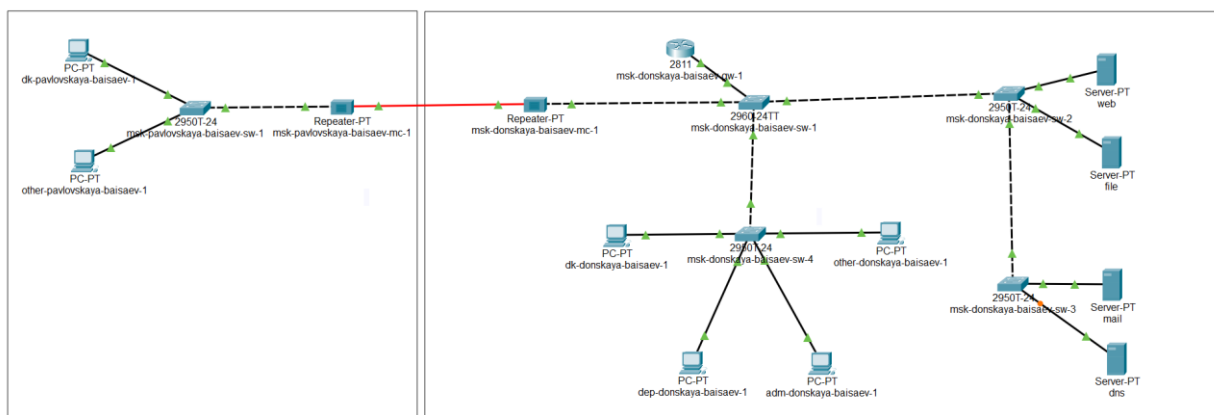 PC-PT
dk-pavlovskaya-baisaev-1
2950T-24
msk-pavlovskaya-baisaev-sw-1
PC-PT
other-pavlovskaya-baisaev-1
Repeater-PT
msk-pavlovskaya-baisaev-mc-1
Repeater-PT
msk-donskaya-baisaev-mc-1
2811
msk-donskaya-baisaev-gw-1
2960-24TT
msk-donskaya-baisaev-sw-1
2950T-24
msk-donskaya-baisaev-sw-2
Server-PT
web
Server-PT
file
PC-PT
dk-donskaya-baisaev-1
2950T-24
msk-donskaya-baisaev-sw-4
PC-PT
other-donskaya-baisaev-1
PC-PT
dep-donskaya-baisaev-1
PC-PT
adm-donskaya-baisaev-1
2950T-24
msk-donskaya-baisaev-sw-3
Server-PT
mail
Server-PT
dns